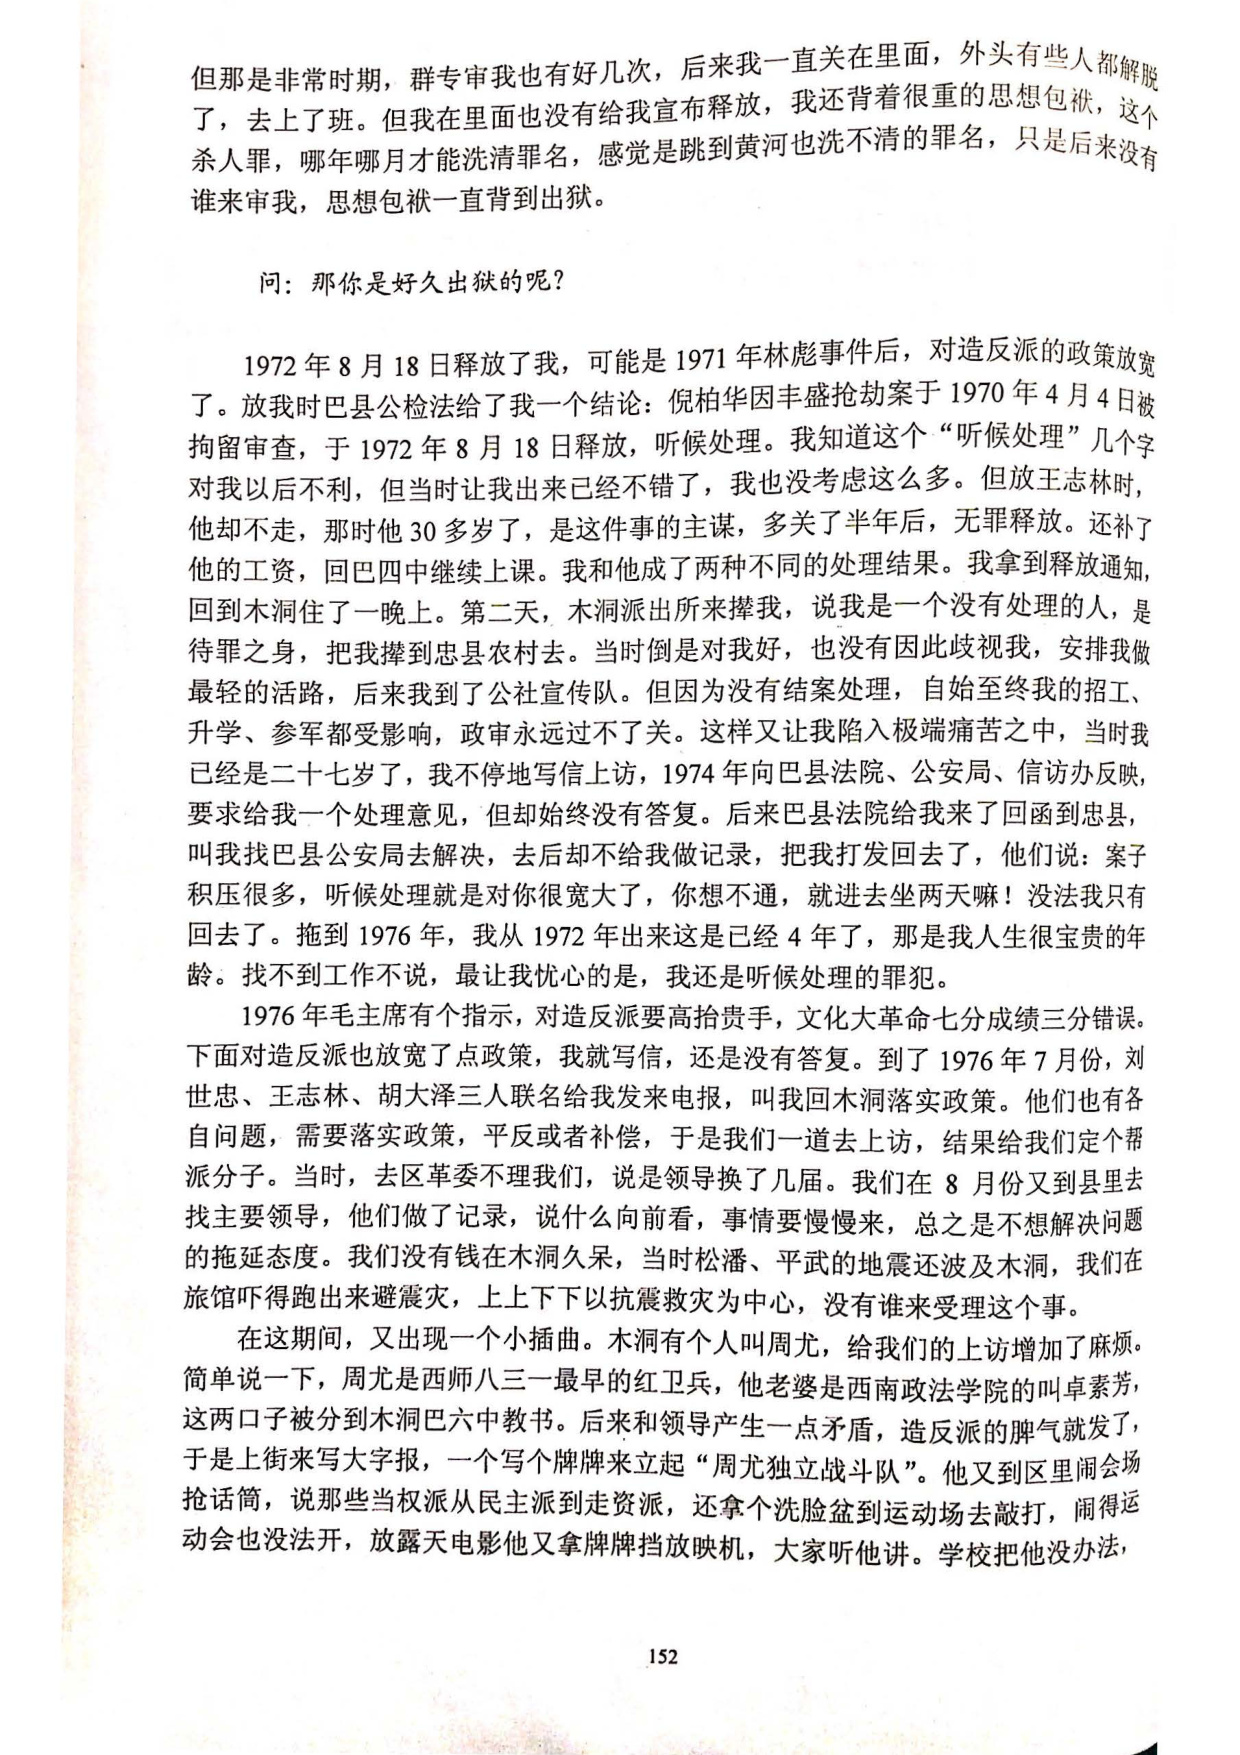 但那是非常时期，群专审我也有好几次，后来我一直关在里面，外头有些人都解脱
了，去上了班。但我在里面也没有给我宣布释放，我还背着很重的思想包袱，这个
杀人罪，哪年哪月才能洗清罪名，感觉是跳到黄河也洗不清的罪名，只是后来没有
谁来审我，思想包袱一直背到出狱。
问：那你是好久出狱的呢？
1972 年 8 月 18 日释放了我，可能是 1971 年林彪事件后，对造反派的政策放宽
了。放我时巴县公检法给了我一个结论：倪柏华因丰盛抢劫案于 1970 年 4 月 4 日被
拘留审查，于 1972 年 8 月 18 日释放，听候处理。我知道这个“听候处理”几个字
对我以后不利，但当时让我出来已经不错了，我也没考虑这么多。但放王志林时，
他却不走，那时他 30 多岁了，是这件事的主谋，多关了半年后，无罪释放。还补了
他的工资，回巴四中继续上课。我和他成了两种不同的处理结果。我拿到释放通知，
回到木洞住了一晚上。第二天，木洞派出所来撵我，说我是一个没有处理的人，是
待罪之身，把我撵到忠县农村去。当时倒是对我好，也没有因此歧视我，安排我做
最轻的活路，后来我到了公社宣传队。但因为没有结案处理，自始至终我的招工、
升学、参军都受影响，政审永远过不了关。这样又让我陷入极端痛苦之中，当时我
已经是二十七岁了，我不停地写信上访，1974 年向巴县法院、公安局、信访办反映，
要求给我一个处理意见，但却始终没有答复。后来巴县法院给我来了回函到忠县，
叫我找巴县公安局去解决，去后却不给我做记录，把我打发回去了，他们说：案子
积压很多，听候处理就是对你很宽大了，你想不通，就进去坐两天嘛！没法我只有
回去了。拖到 1976 年，我从 1972 年出来这是已经 4 年了，那是我人生很宝贵的年
龄。找不到工作不说，最让我忧心的是，我还是听候处理的罪犯。
1976 年毛主席有个指示，对造反派要高抬贵手，文化大革命七分成绩三分错误。
下面对造反派也放宽了点政策，我就写信，还是没有答复。到了 1976 年 7 月份，刘
世忠、王志林、胡大泽三人联名给我发来电报，叫我回木洞落实政策。他们也有各
自问题，需要落实政策，平反或者补偿，于是我们一道去上访，结果给我们定个帮
派分子。当时，去区革委不理我们，说是领导换了几届。我们在 8 月份又到县里去
找主要领导，他们做了记录，说什么向前看，事情要慢慢来，总之是不想解决问题
的拖延态度。我们没有钱在木洞久呆，当时松潘、平武的地震还波及木洞，我们在
旅馆吓得跑出来避震灾，上上下下以抗震救灾为中心，没有谁来受理这个事。
在这期间，又出现一个小插曲。木洞有个人叫周尤，给我们的上访增加了麻烦。
简单说一下，周尤是西师八三一最早的红卫兵，他老婆是西南政法学院的叫卓素芳，
这两口子被分到木洞巴六中教书。后来和领导产生一点矛盾，造反派的脾气就发了，
于是上街来写大字报，一个写个牌牌来立起“周尤独立战斗队”。他又到区里闹会场
抢话筒，说那些当权派从民主派到走资派，还拿个洗脸盆到运动场去敲打，闹得运
动会也没法开，放露天电影他又拿牌牌挡放映机，大家听他讲。学校把他没办法，
152